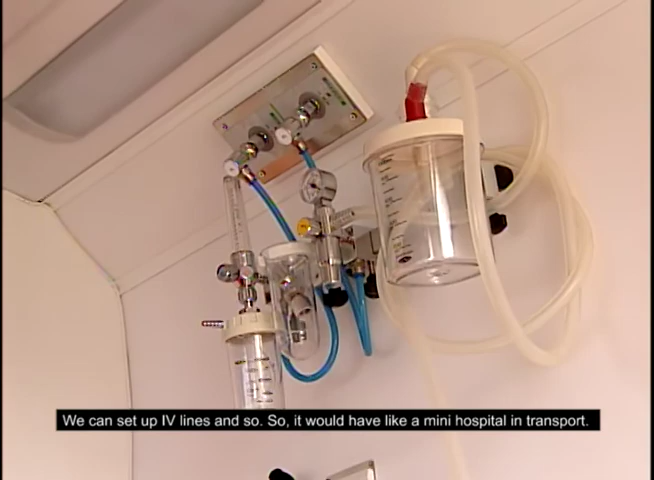 We can set up IV lines and so. So, it would have like a mini hospital in transport.